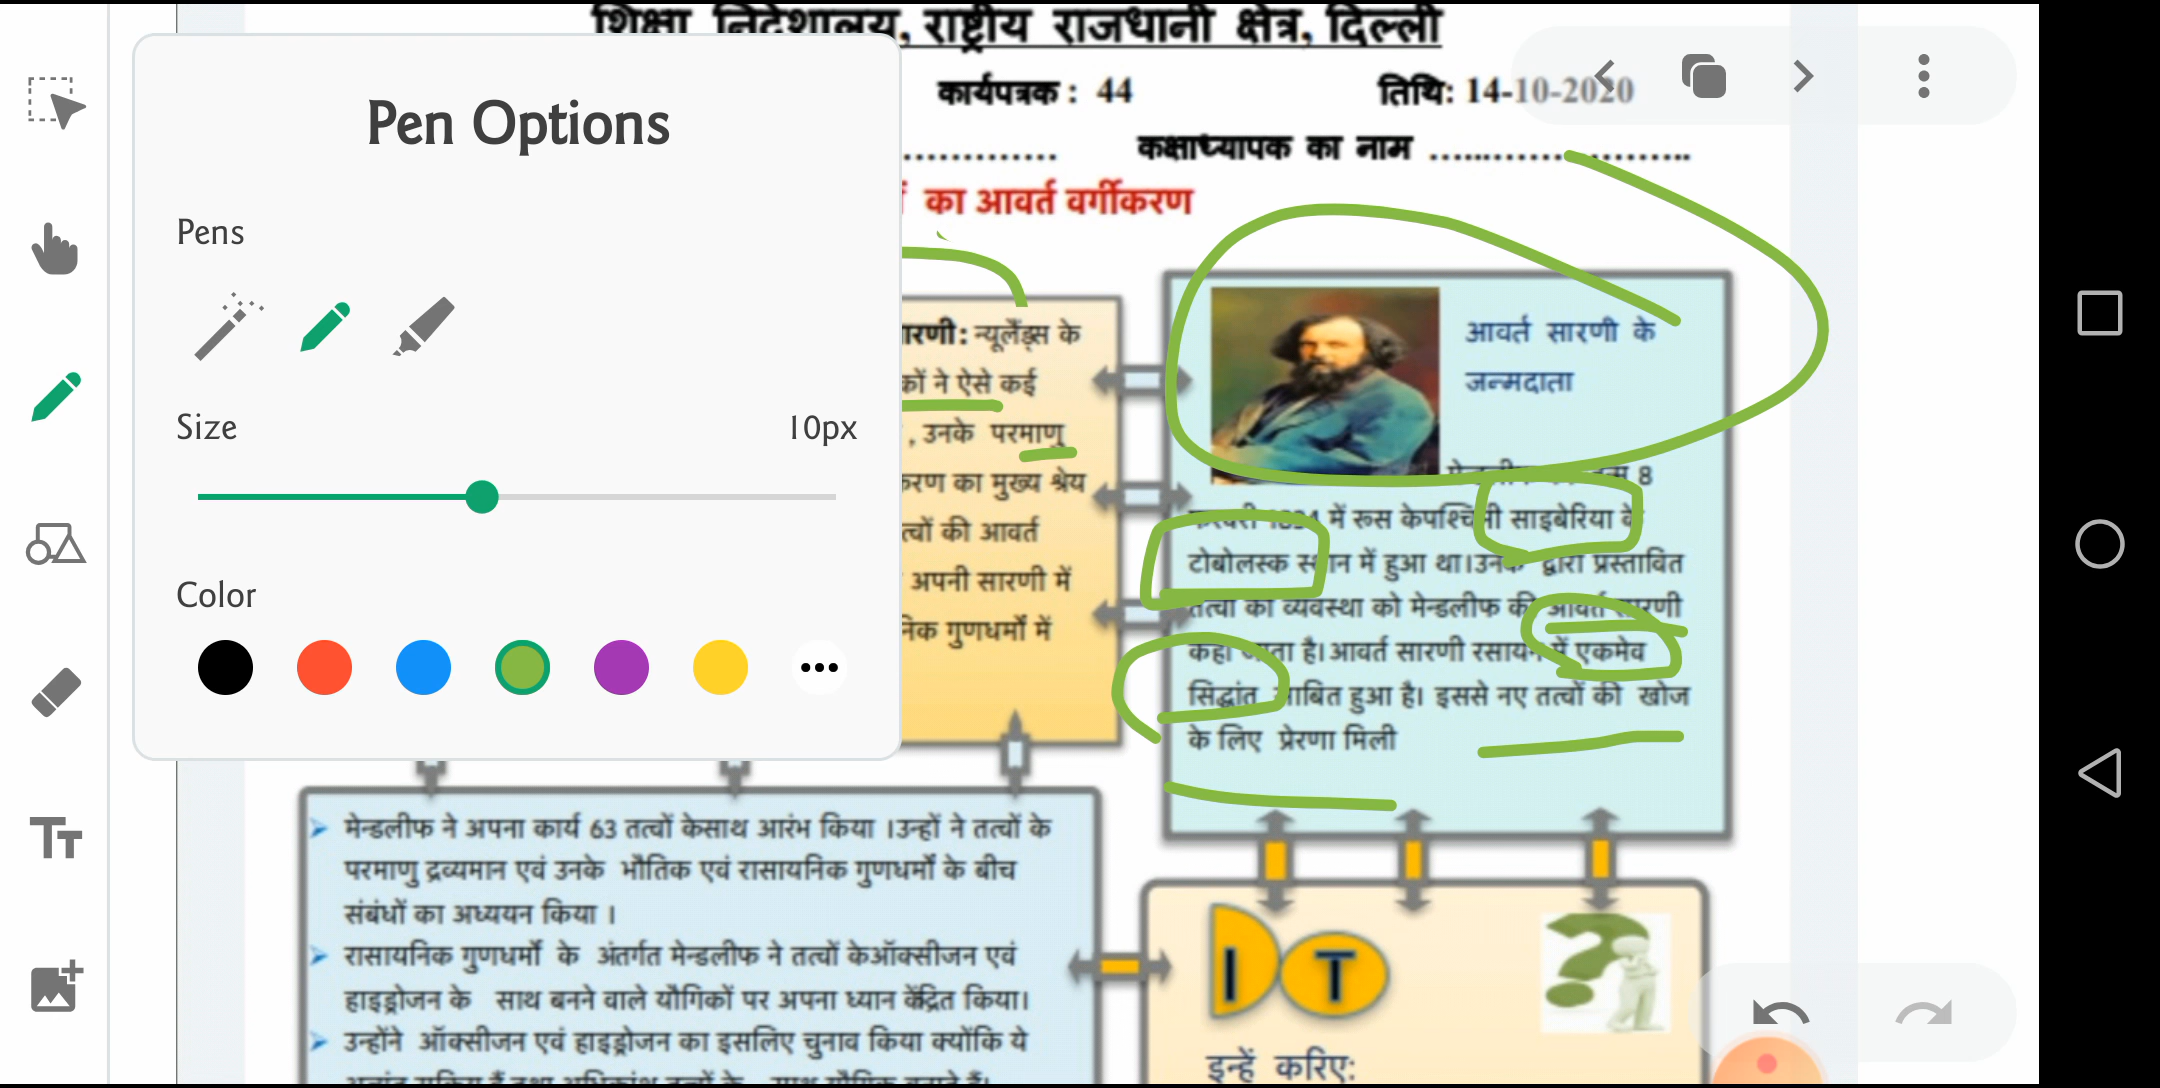 शिक्षा निदेशालय, राष्ट्रीय राजधानी क्षेत्र, दिल्ली
कार्यपत्रक : 44
तिथि: 14-10-2020
कक्षाध्यापक का नाम
का आवर्त वर्गीकरण
Pen Options
Pens
Size 10px
Color
TT
न्यूलैंड्स के
ने ऐसे कई
, उनके परमाणु
का मुख्य श्रेय
की आवर्त
अपनी सारणी में
गुणधर्मों में
आवर्त सारणी के
जन्मदाता
8
में रूस केपश्चिमी साइबेरिया के
टोबोलस्क स्थान में हुआ था।उनके द्वारा प्रस्तावित
तत्वों की व्यवस्था को मेन्डलीफ की आवर्त सारणी
कहा जाता है।आवर्त सारणी रसायन में एकमेव
सिद्धांत साबित हुआ है। इससे नए तत्वों की खोज
के लिए प्रेरणा मिली
मेन्डलीफ ने अपना कार्य 63 तत्वों केसाथ आरंभ किया ।उन्हों ने तत्वों के
परमाणु द्रव्यमान एवं उनके भौतिक एवं रासायनिक गुणधर्मों के बीच
संबंधों का अध्ययन किया ।
रासायनिक गुणधर्मो के अंतर्गत मेन्डलीफ ने तत्वों केऑक्सीजन एवं
हाइड्रोजन के साथ बनने वाले यौगिकों पर अपना ध्यान केंद्रित किया।
उन्होंने ऑक्सीजन एवं हाइड्रोजन का इसलिए चुनाव किया क्योंकि ये
I T
इन्हें करिए: